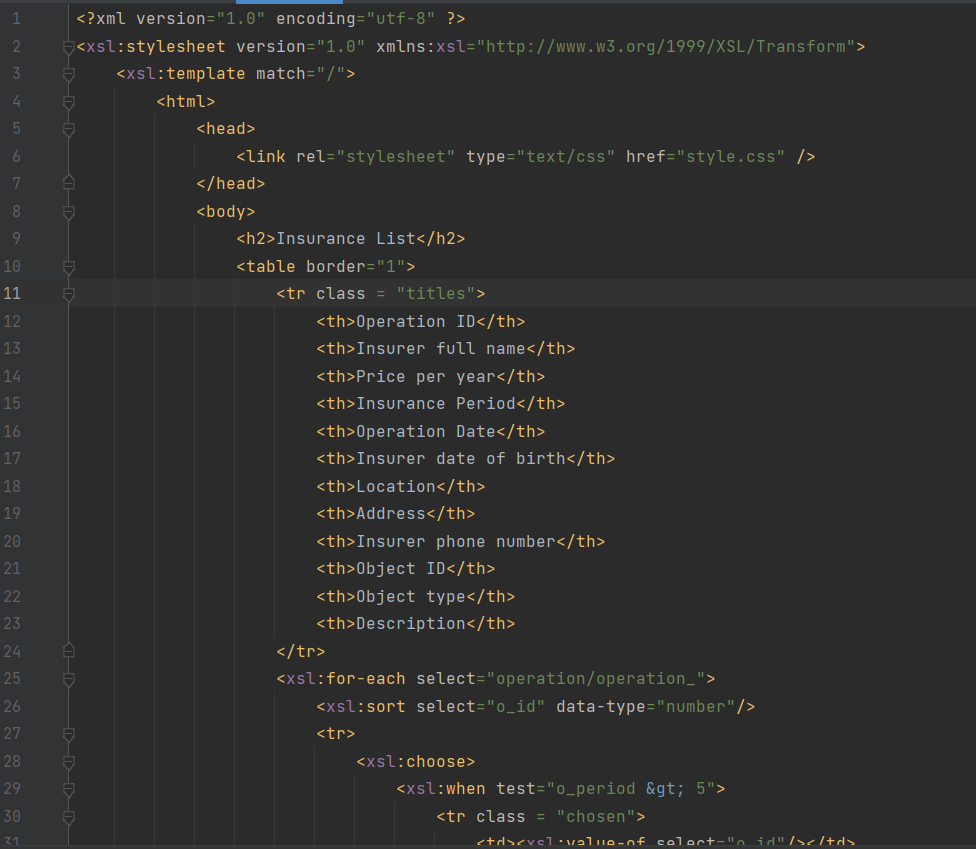 1 <?xml version="1.0" encoding="utf-8" ?>
2 <xsl:stylesheet version="1.0" xmlns:xsl="http://www.w3.org/1999/XSL/Transform">
3 <xsl:template match="/">
4 <html>
5 <head>
6 <link rel="stylesheet" type="text/css" href="style.css" />
7 </head>
8 <body>
9 <h2>Insurance List</h2>
10 <table border="1">
11 <tr class = "titles">
12 <th>Operation ID</th>
13 <th>Insurer full name</th>
14 <th>Price per year</th>
15 <th>Insurance Period</th>
16 <th>Operation Date</th>
17 <th>Insurer date of birth</th>
18 <th>Location</th>
19 <th>Address</th>
20 <th>Insurer phone number</th>
21 <th>Object ID</th>
22 <th>Object type</th>
23 <th>Description</th>
24 </tr>
25 <xsl:for-each select="operation/operation_">
26 <xsl:sort select="o_id" data-type="number"/>
27 <tr>
28 <xsl:choose>
29 <xsl:when test="o_period &gt; 5">
30 <tr class = "chosen">
31 <td><xsl:value-of select="o_id"/></td>